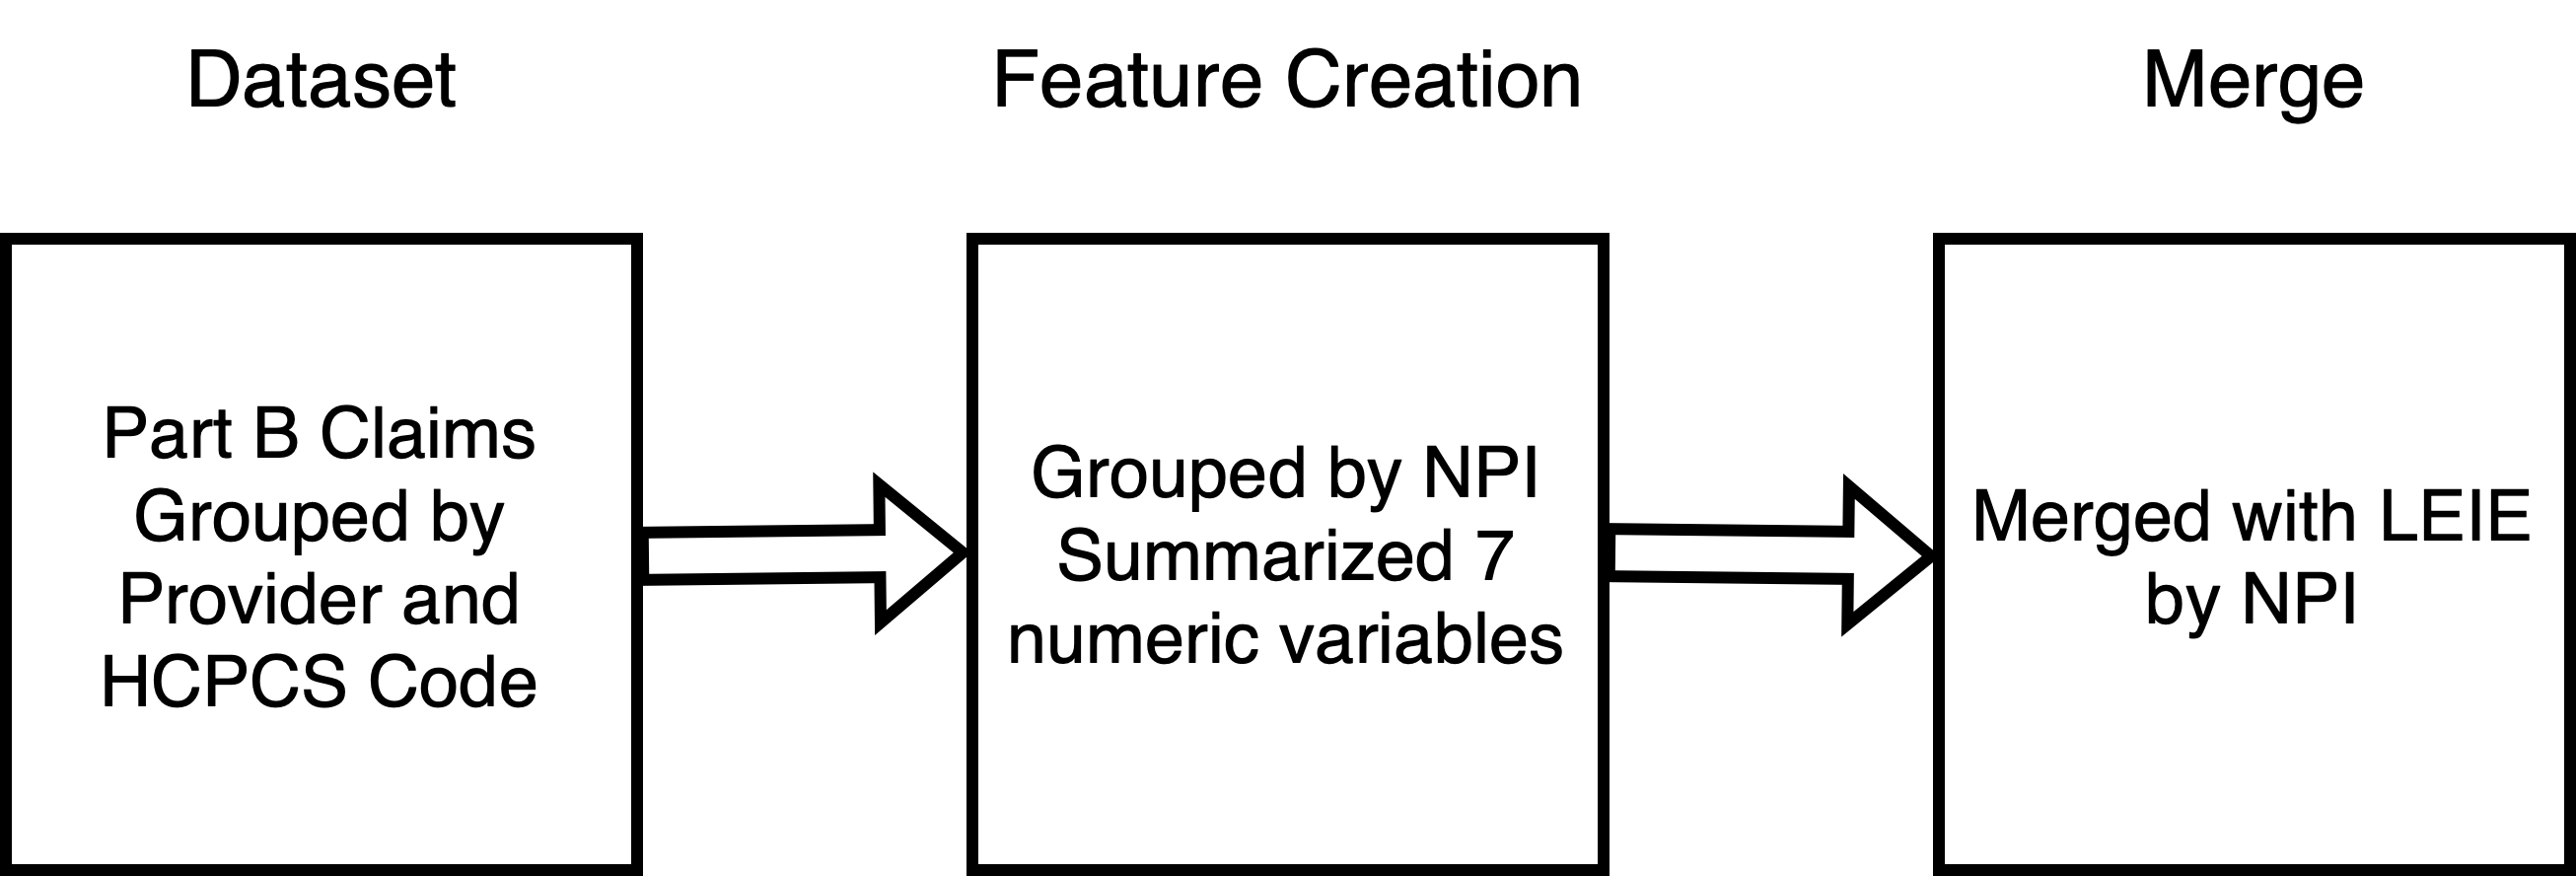 Dataset
Feature Creation
Merge
Part B Claims
Grouped by
Provider and
HCPCS Code
Grouped by NPI
Summarized 7
numeric variables
Merged with LEIE
by NPI